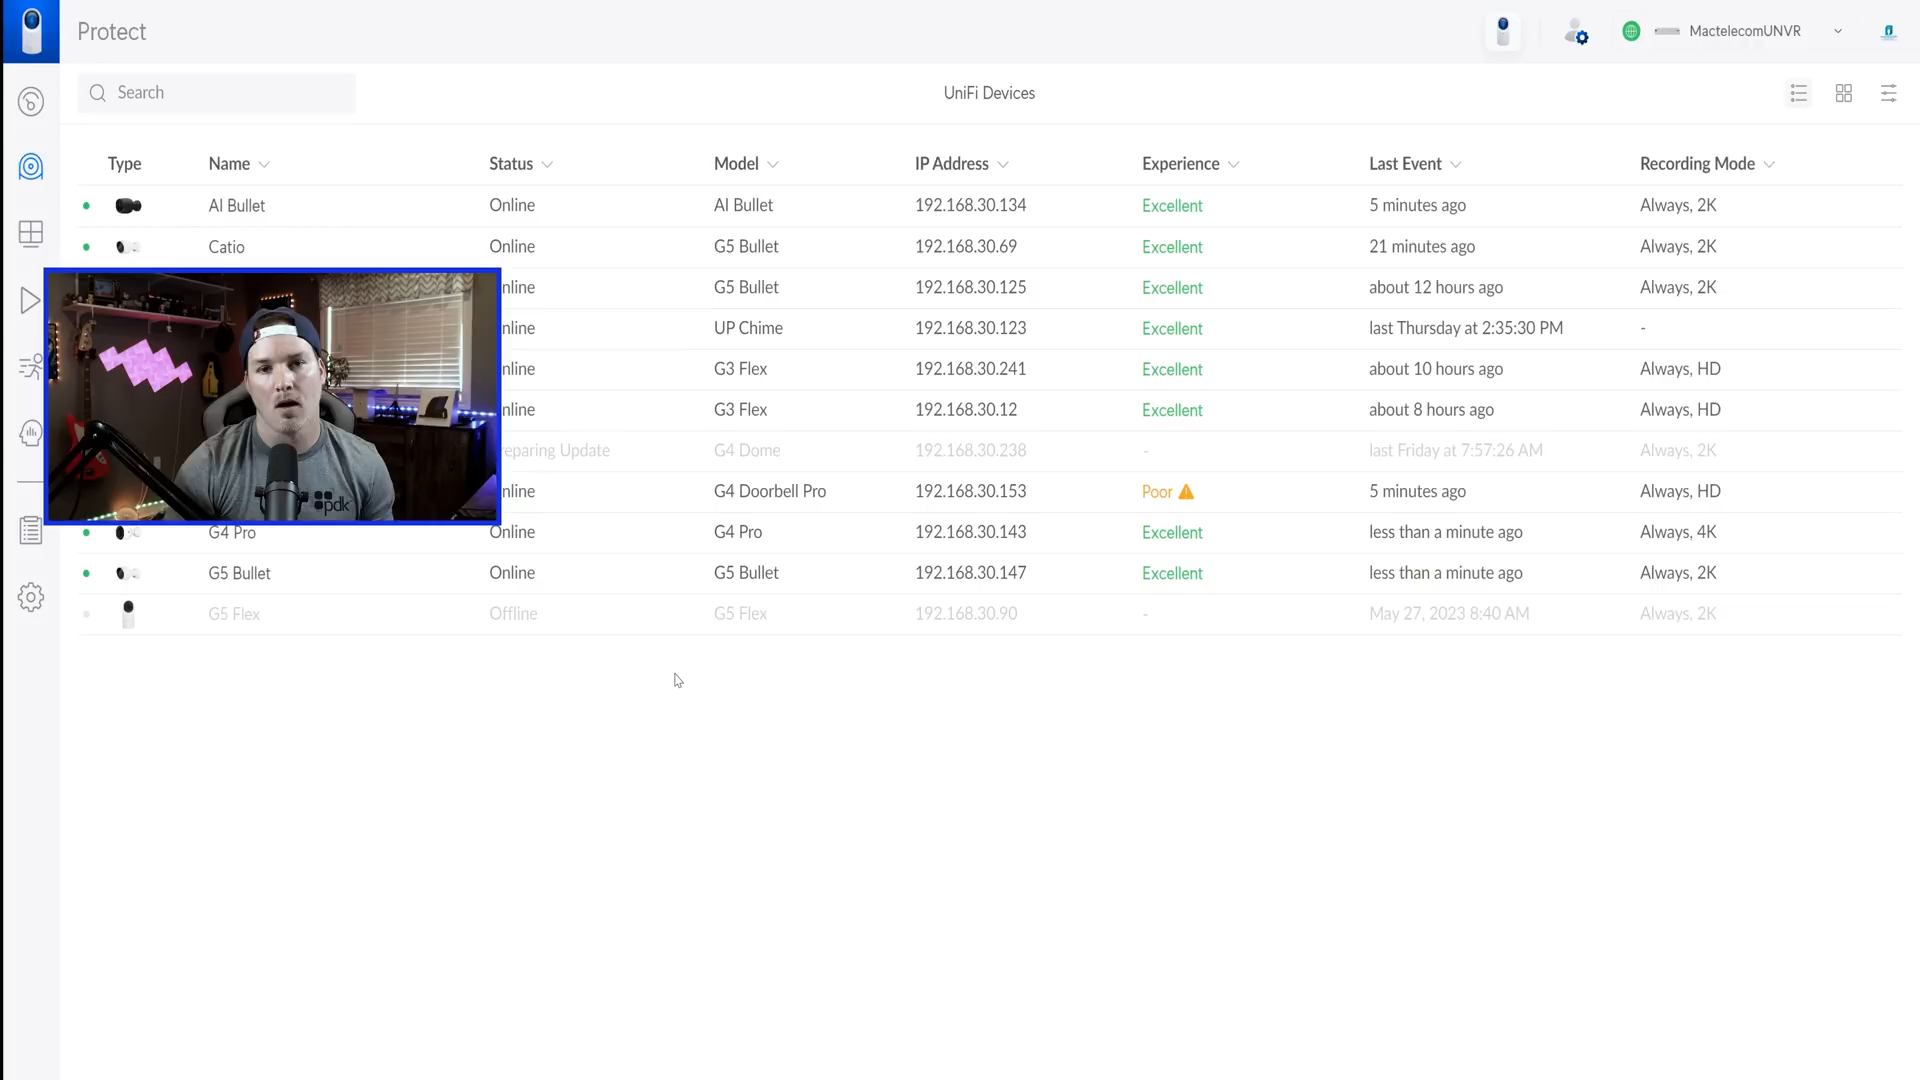 Protect
MactelecomUNVR
Search
UniFi Devices
Type Name Status Model IP Address Experience Last Event Recording Mode
AI Bullet Online AI Bullet 192.168.30.134 Excellent 5 minutes ago Always, 2K
Catio Online G5 Bullet 192.168.30.69 Excellent 21 minutes ago Always, 2K
nline G5 Bullet 192.168.30.125 Excellent about 12 hours ago Always, 2K
nline UP Chime 192.168.30.123 Excellent last Thursday at 2:35:30 PM -
nline G3 Flex 192.168.30.241 Excellent about 10 hours ago Always, HD
nline G3 Flex 192.168.30.12 Excellent about 8 hours ago Always, HD
reparing Update G4 Dome 192.168.30.238 - last Friday at 7:57:26 AM Always, 2K
nline G4 Doorbell Pro 192.168.30.153 Poor 5 minutes ago Always, HD
pdk
G4 Pro Online G4 Pro 192.168.30.143 Excellent less than a minute ago Always, 4K
G5 Bullet Online G5 Bullet 192.168.30.147 Excellent less than a minute ago Always, 2K
G5 Flex Offline G5 Flex 192.168.30.90 - May 27, 2023 8:40 AM Always, 2K